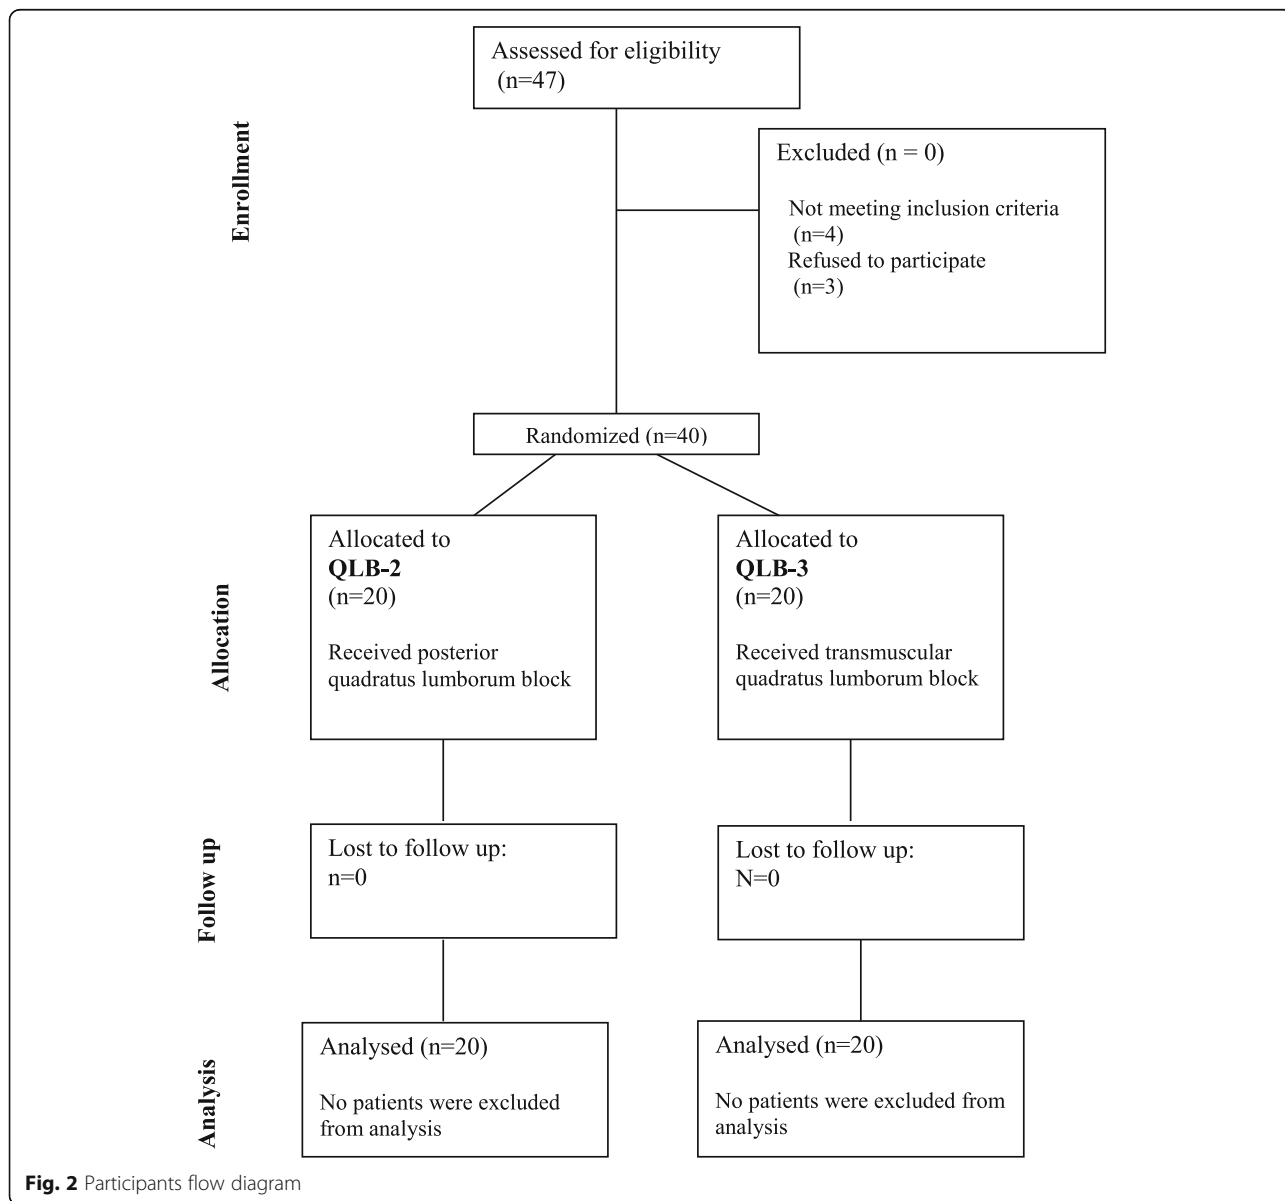 Assessed for eligibility
(n=47)
Enrollment
Excluded (n = 0)
Not meeting inclusion criteria
(n=4)
Refused to participate
(n=3)
Randomized (n=40)
Allocation
Allocated to
QLB-2
(n=20)
Received posterior
quadratus lumborum block
Allocated to
QLB-3
(n=20)
Received transmuscular
quadratus lumborum block
Follow up
Lost to follow up:
n=0
Lost to follow up:
N=0
Analysis
Analysed (n=20)
No patients were excluded
from analysis
Analysed (n=20)
No patients were excluded from
analysis
Fig. 2 Participants flow diagram